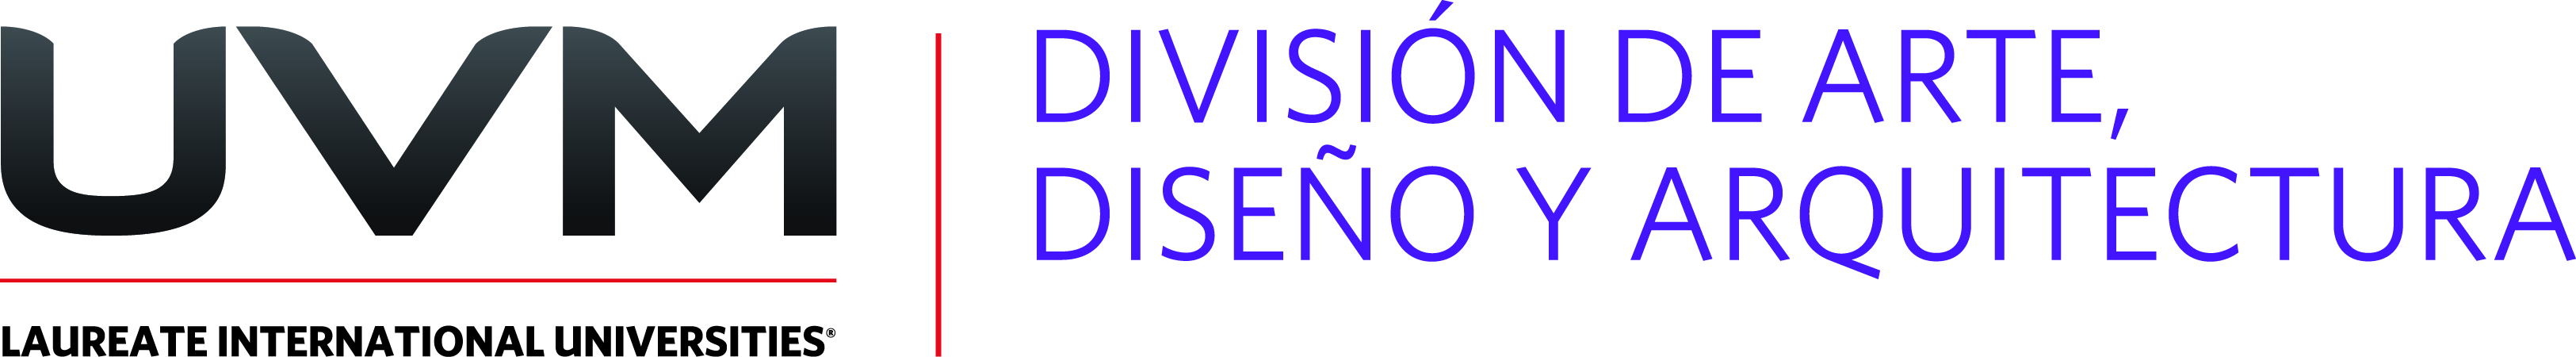 UVM
LAUREATE INTERNATIONAL UNIVERSITIES®
DIVISIÓN DE ARTE,
DISEÑO Y ARQUITECTURA